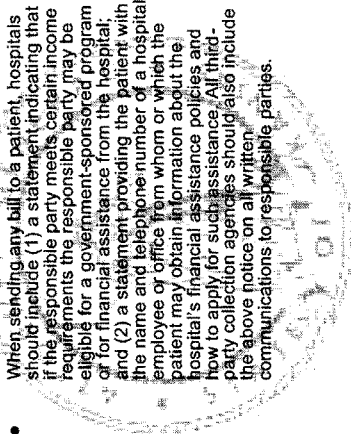 • When sending any bill to a patient, hospitals
should include (1) a statement indicating that
if the responsible party meets certain income
requirements the responsible party may be
eligible for a government-sponsored program
or for financial assistance from the hospital;
and (2) a statement providing the patient with
the name and telephone number of a hospital
employee or office from whom or which the
patient may obtain information about the
hospital's financial assistance policies and
how to apply for such assistance. All third-
party collection agencies should also include
the above notice on all written
communications to responsible parties.